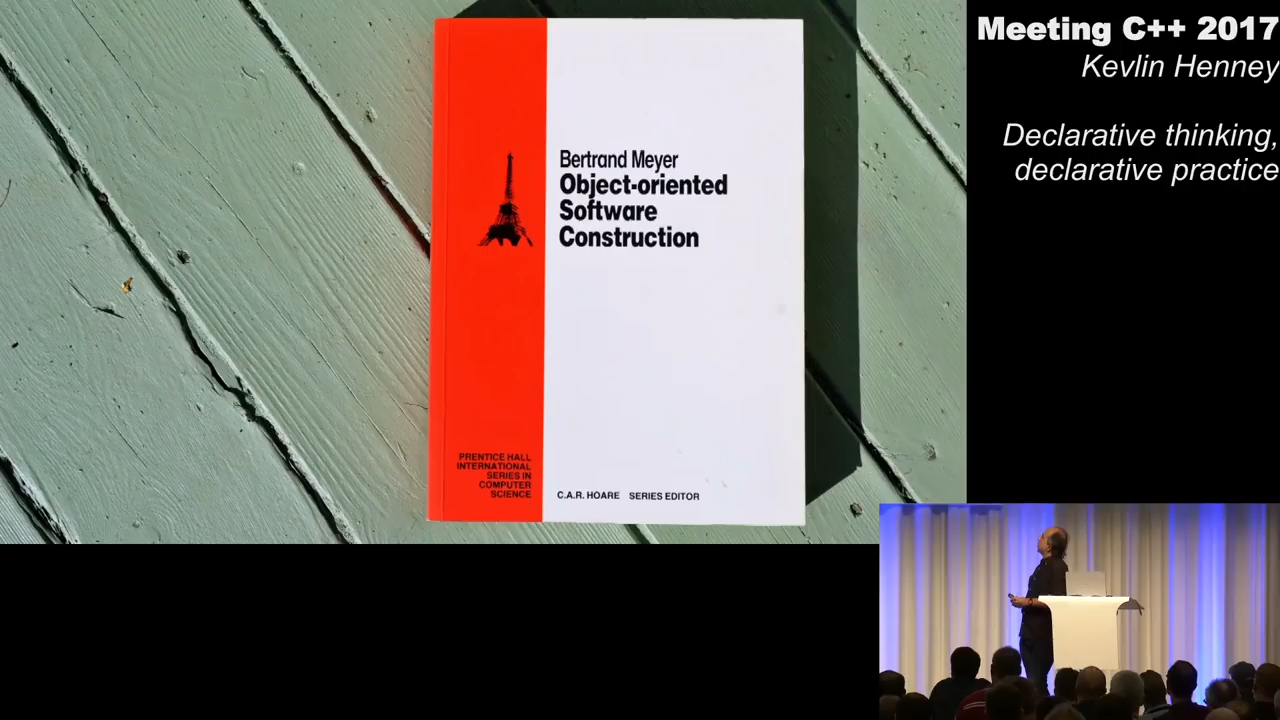 Meeting C++ 2017
Kevlin Henney
Declarative thinking,
declarative practice
Bertrand Meyer
Object-oriented
Software
Construction
PRENTICE HALL
INTERNATIONAL
SERIES IN
COMPUTER
SCIENCE
C.A.R. HOARE SERIES EDITOR